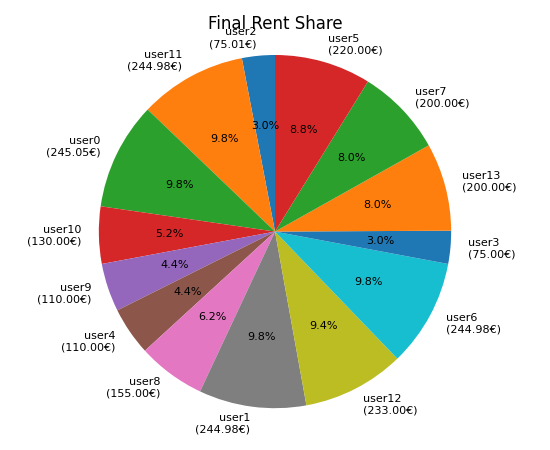 Final Rent Share
user2
(75.01€)
3.0%
user11
(244.98€)
9.8%
user0
(245.05€)
9.8%
user10
(130.00€)
5.2%
user9
(110.00€)
4.4%
user4
(110.00€)
4.4%
user8
(155.00€)
6.2%
user1
(244.98€)
9.8%
user12
(233.00€)
9.4%
user6
(244.98€)
9.8%
user3
(75.00€)
3.0%
user13
(200.00€)
8.0%
user7
(200.00€)
8.0%
user5
(220.00€)
8.8%